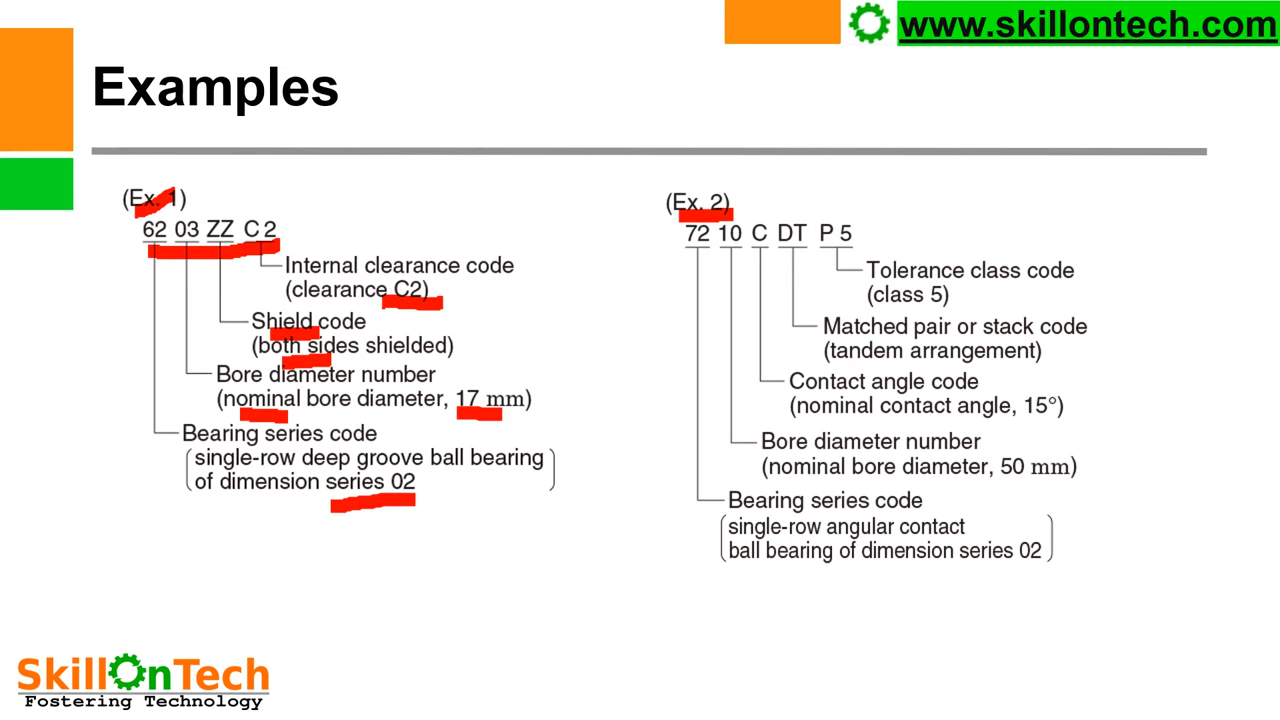 www.skillontech.com
Examples
(Ex. 1)
62 03 ZZ C 2
Internal clearance code
(clearance C2)
Shield code
(both sides shielded)
Bore diameter number
(nominal bore diameter, 17 mm)
Bearing series code
(single-row deep groove ball bearing
of dimension series 02)
(Ex. 2)
72 10 C DT P 5
Tolerance class code
(class 5)
Matched pair or stack code
(tandem arrangement)
Contact angle code
(nominal contact angle, 15°)
Bore diameter number
(nominal bore diameter, 50 mm)
Bearing series code
(single-row angular contact
ball bearing of dimension series 02)
SkillOnTech
Fostering Technology